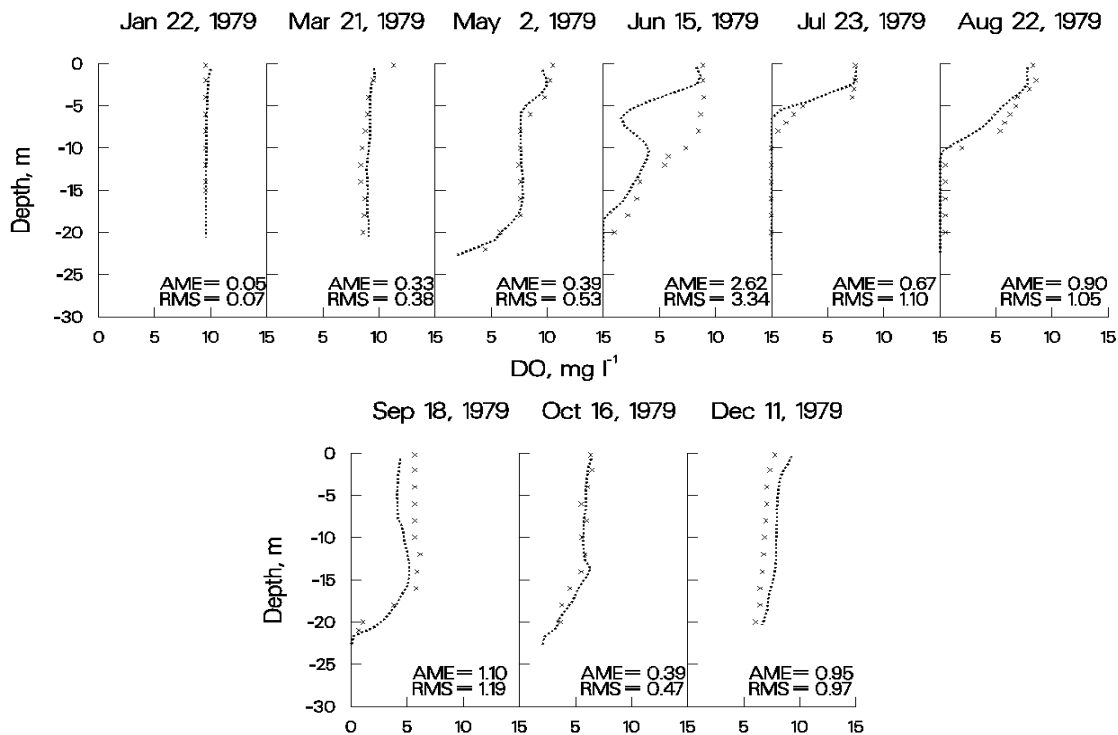 Jan 22, 1979 Mar 21, 1979 May 2, 1979 Jun 15, 1979 Jul 23, 1979 Aug 22, 1979
0
-5
-10
-15
-20
-25
-30
Depth, m
AME= 0.05 AME= 0.33 AME= 0.39 AME= 2.62 AME= 0.67 AME= 0.90
RMS= 0.07 RMS= 0.38 RMS= 0.53 RMS= 3.34 RMS= 1.10 RMS= 1.05
0 5 10 15 5 10 15 5 10 15 5 10 15 5 10 15 5 10 15
DO, mg l-1
Sep 18, 1979 Oct 16, 1979 Dec 11, 1979
0
-5
-10
-15
-20
-25
-30
Depth, m
AME= 1.10 AME= 0.39 AME= 0.95
RMS= 1.19 RMS= 0.47 RMS= 0.97
0 5 10 15 5 10 15 5 10 15